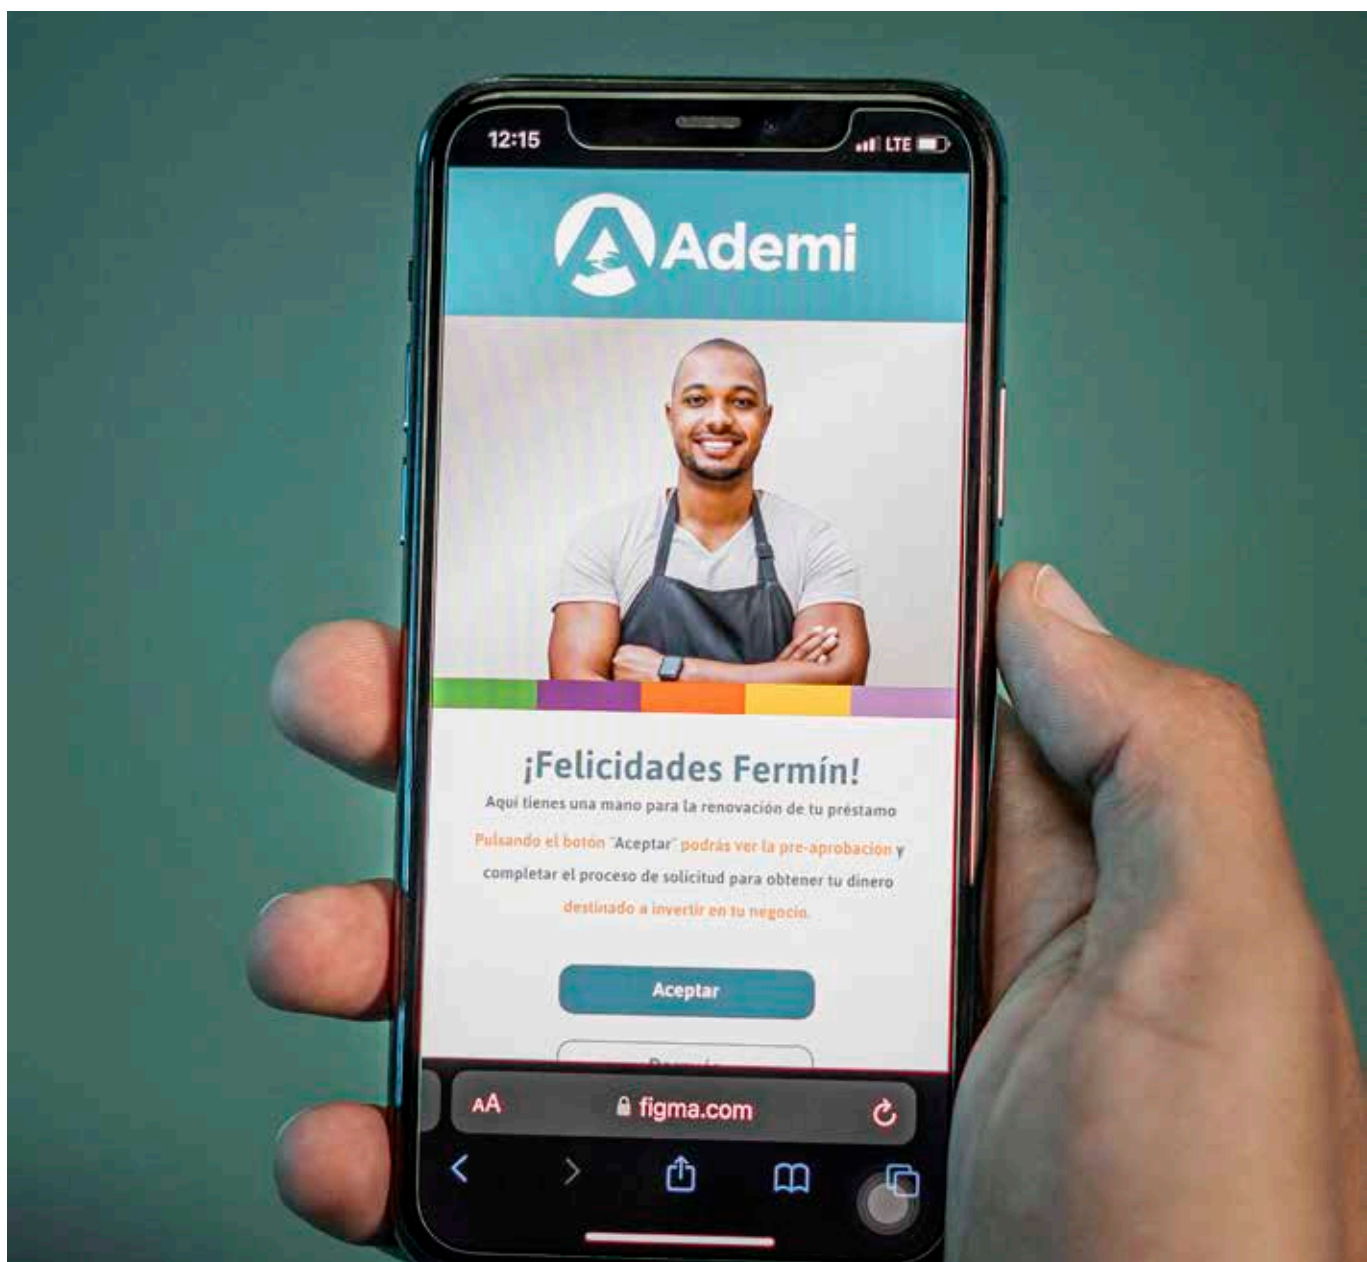 12:15
LTE
Ademi
¡Felicidades Fermín!
Aquí tienes una mano para la renovación de tu préstamo
Pulsando el botón "Aceptar" podrás ver la pre-aprobación y
completar el proceso de solicitud para obtener tu dinero
destinado a invertir en tu negocio.
Aceptar
AA
figma.com